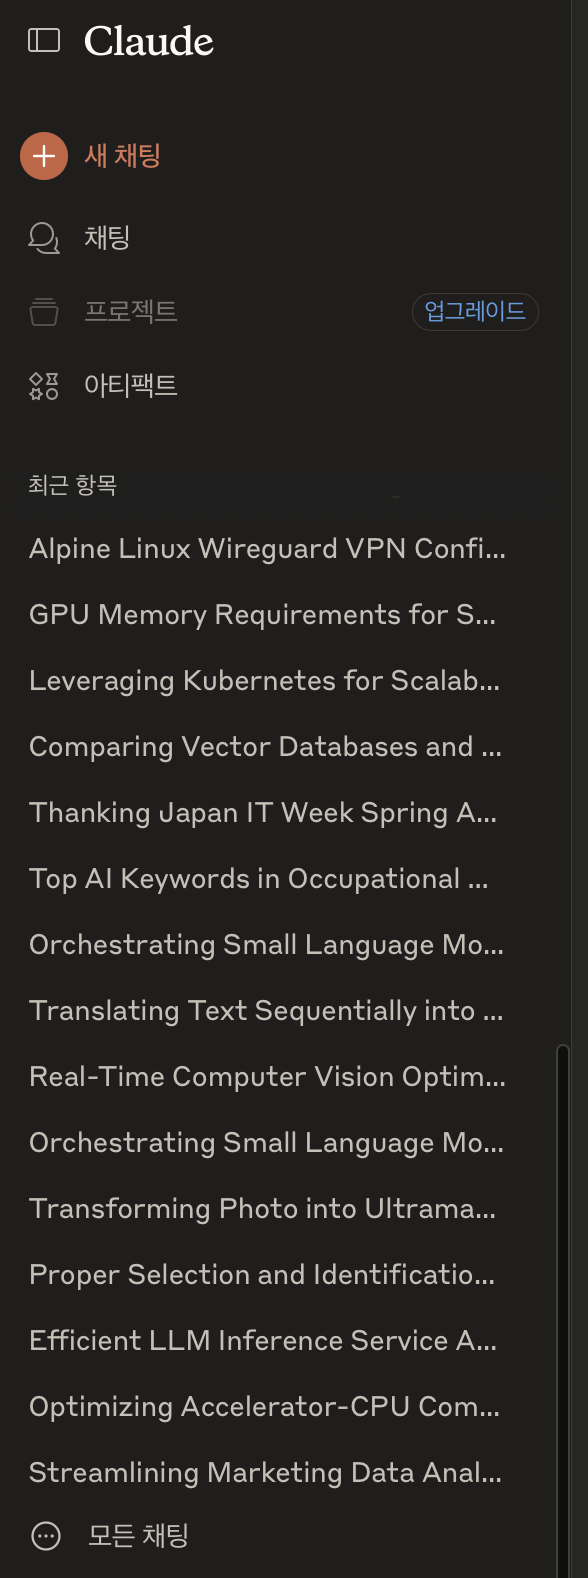 Claude
새 채팅
채팅
프로젝트 업그레이드
아티팩트
최근 항목
Alpine Linux Wireguard VPN Confi...
GPU Memory Requirements for S...
Leveraging Kubernetes for Scalab...
Comparing Vector Databases and ...
Thanking Japan IT Week Spring A...
Top AI Keywords in Occupational ...
Orchestrating Small Language Mo...
Translating Text Sequentially into ...
Real-Time Computer Vision Optim...
Orchestrating Small Language Mo...
Transforming Photo into Ultrama...
Proper Selection and Identificatio...
Efficient LLM Inference Service A...
Optimizing Accelerator-CPU Com...
Streamlining Marketing Data Anal...
모든 채팅